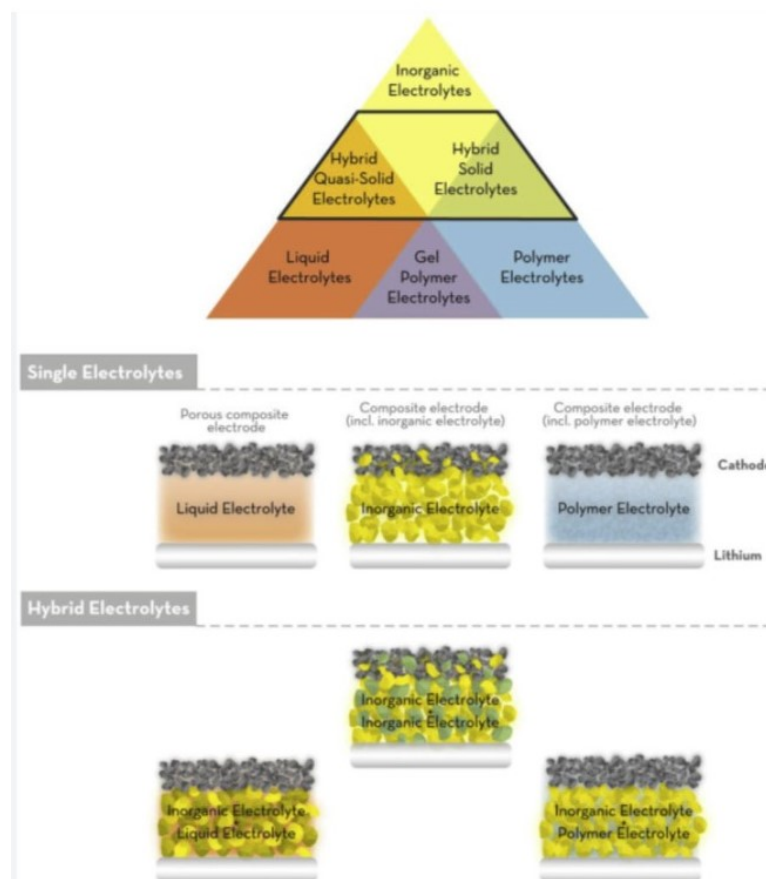 Inorganic
Electrolytes
Hybrid
Quasi-Solid
Electrolytes
Hybrid
Solid
Electrolytes
Liquid
Electrolytes
Gel
Polymer
Electrolytes
Polymer
Electrolytes
Single Electrolytes
Porous composite
electrode
Composite electrode
(incl. inorganic electrolyte)
Composite electrode
(incl. polymer electrolyte)
Cathode
Liquid Electrolyte
Inorganic Electrolyte
Polymer Electrolyte
Lithium
Hybrid Electrolytes
Inorganic Electrolyte
+
Inorganic Electrolyte
Inorganic Electrolyte
+
Liquid Electrolyte
Inorganic Electrolyte
+
Polymer Electrolyte